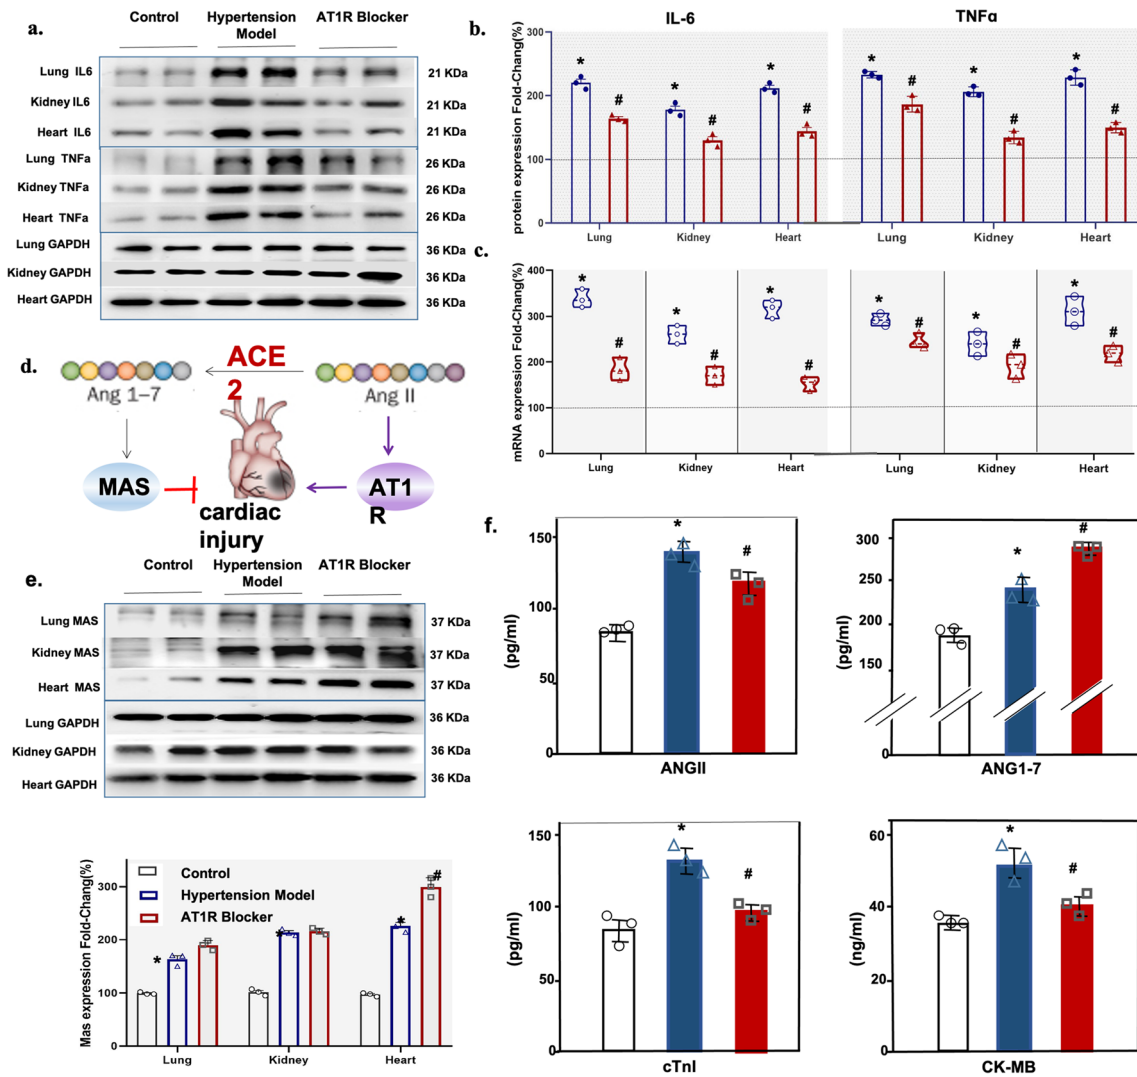 a.
Control
Hypertension
Model
AT1R Blocker
Lung IL6
21 KDa
Kidney IL6
21 KDa
Heart IL6
21 KDa
Lung TNFa
26 KDa
Kidney TNFa
26 KDa
Heart TNFa
26 KDa
Lung GAPDH
36 KDa
Kidney GAPDH
36 KDa
Heart GAPDH
36 KDa
b.
IL-6
TNFα
protein expression Fold-Chang(%)
300
200
100
0
Lung
Kidney
Heart
Lung
Kidney
Heart
* # * # * # * # * # * #
c.
mRNA expression Fold-Chang(%)
400
300
200
100
0
Lung
Kidney
Heart
Lung
Kidney
Heart
* # * # * # * # * # * #
d.
ACE
2
Ang 1–7
Ang II
MAS
AT1
R
cardiac
injury
e.
Control
Hypertension
Model
AT1R Blocker
Lung MAS
37 KDa
Kidney MAS
37 KDa
Heart MAS
37 KDa
Lung GAPDH
36 KDa
Kidney GAPDH
36 KDa
Heart GAPDH
36 KDa
Mas expression Fold-Chang(%)
300
200
100
0
Control
Hypertension Model
AT1R Blocker
* * * #
Lung
Kidney
Heart
f.
(pg/ml)
150
100
50
0
* #
ANGII
(pg/ml)
300
250
200
150
0
* #
ANG1-7
(pg/ml)
150
100
50
0
* #
cTnI
(ng/ml)
60
40
20
0
* #
CK-MB